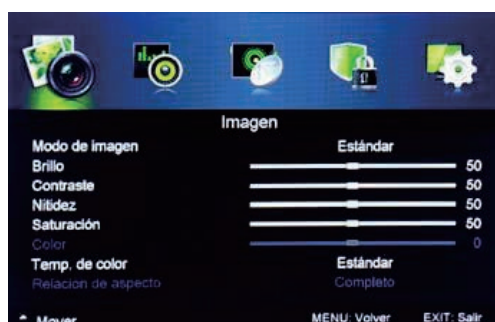 Imagen
Modo de imagen Estándar
Brillo 50
Contraste 50
Nitidez 50
Saturación 50
Color 0
Temp. de color Estándar
Relacion de aspecto Completo
Mover MENU: Volver EXIT: Salir